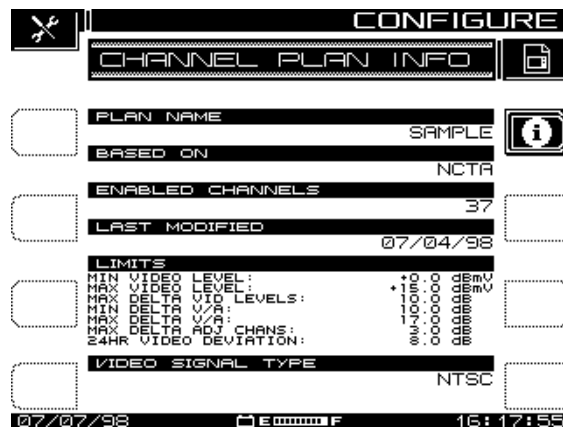 CONFIGURE
CHANNEL PLAN INFO
PLAN NAME
SAMPLE
BASED ON
NCTA
ENABLED CHANNELS
37
LAST MODIFIED
07/04/98
LIMITS
MIN VIDEO LEVEL: +0.0 dBmV
MAX VIDEO LEVEL: +15.0 dBmV
MAX DELTA VID LEVELS: 10.0 dB
MIN DELTA V/A: 10.0 dB
MAX DELTA V/A: 17.0 dB
MAX DELTA ADJ CHANS: 3.0 dB
24HR VIDEO DEVIATION: 8.0 dB
VIDEO SIGNAL TYPE
NTSC
07/07/98 E F 16:17:55